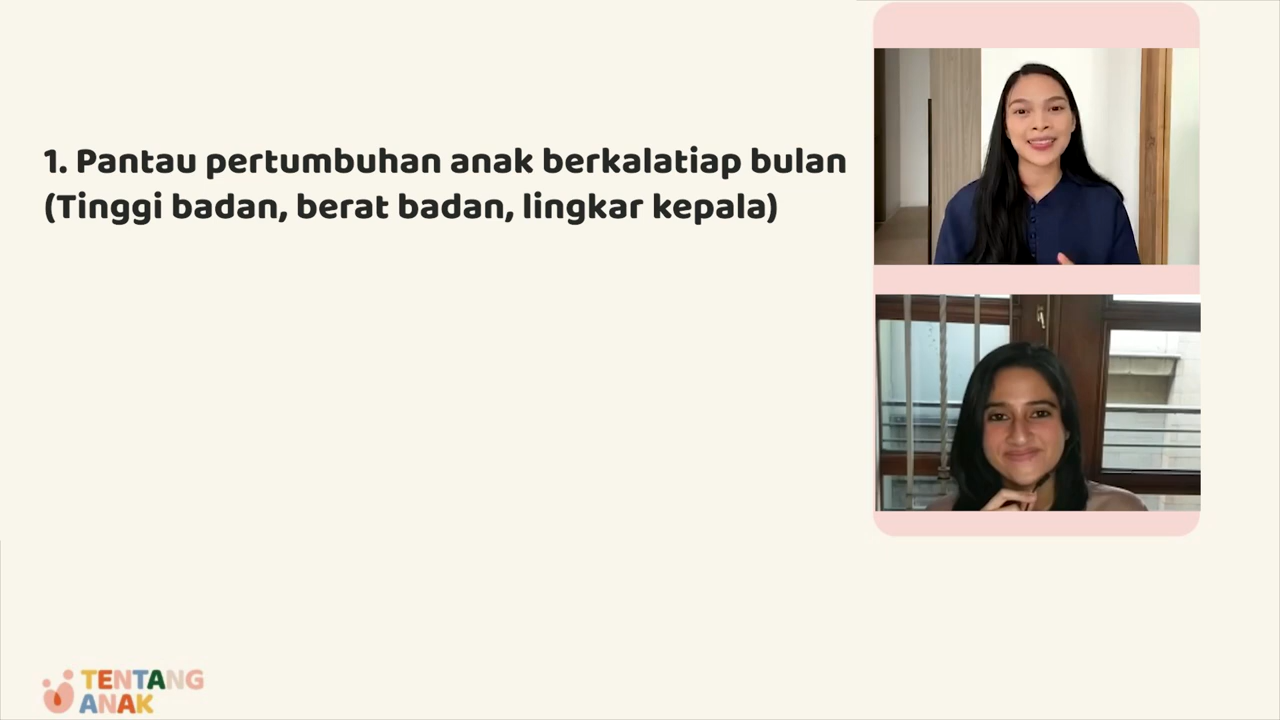 1. Pantau pertumbuhan anak berkalatiap bulan
(Tinggi badan, berat badan, lingkar kepala)
TENTANG
ANAK